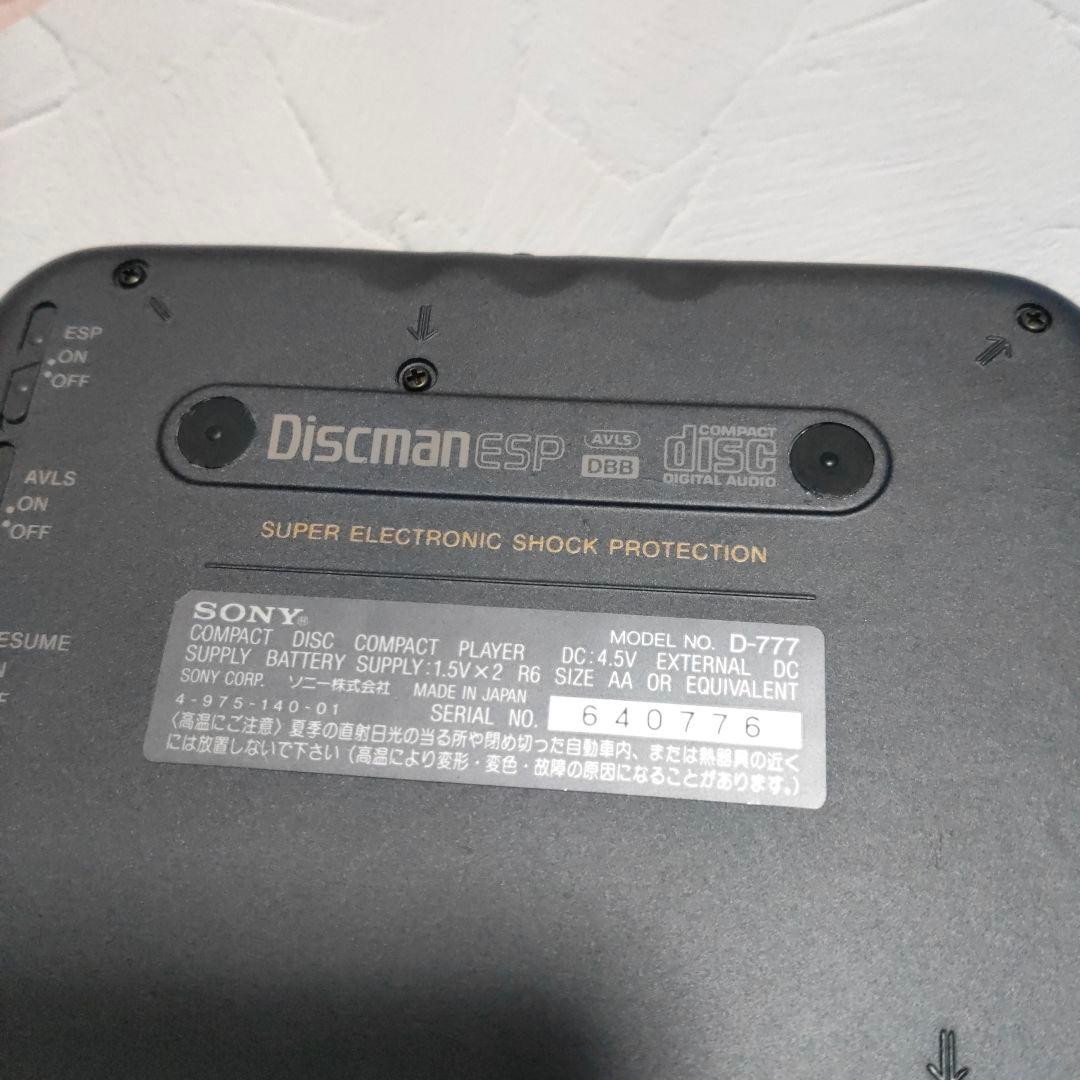 ESP
ON
OFF
Discman ESP
AVLS
DBB
COMPACT
disc
DIGITAL AUDIO
AVLS
ON
OFF
SUPER ELECTRONIC SHOCK PROTECTION
ESUME
SONY®
MODEL NO. D-777
COMPACT DISC COMPACT PLAYER DC:4.5V EXTERNAL DC
SUPPLY BATTERY SUPPLY:1.5V×2 R6 SIZE AA OR EQUIVALENT
SONY CORP. ソニー株式会社 MADE IN JAPAN
4-975-140-01 SERIAL NO. 640776
〈高温にご注意〉夏季の直射日光の当る所や閉め切った自動車内、または熱器具の近く
には放置しないで下さい(高温により変形・変色・故障の原因になることがあります。)